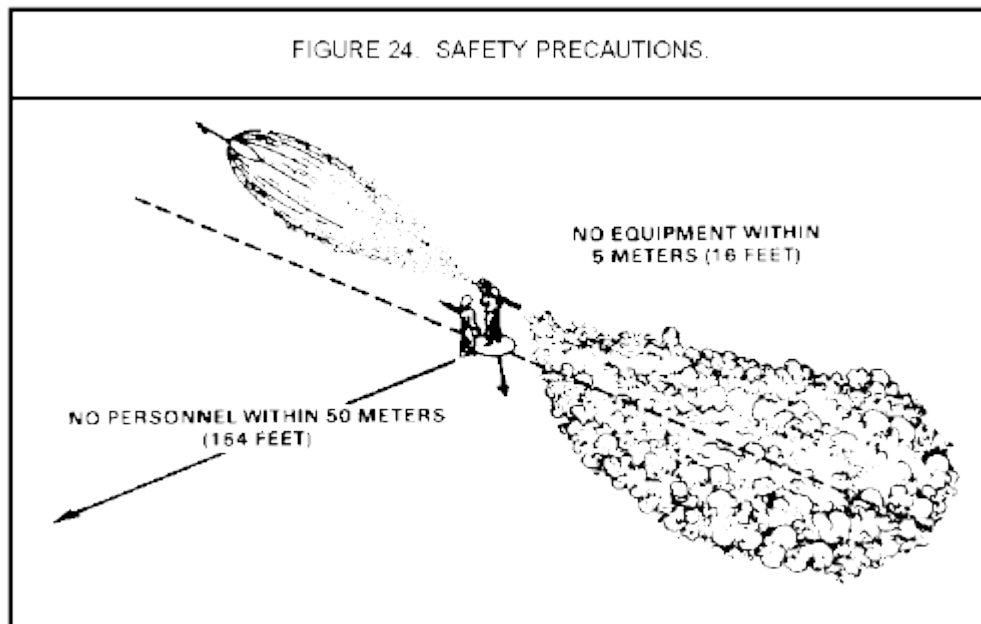 FIGURE 24. SAFETY PRECAUTIONS.
NO EQUIPMENT WITHIN
5 METERS (16 FEET)
NO PERSONNEL WITHIN 50 METERS
(164 FEET)